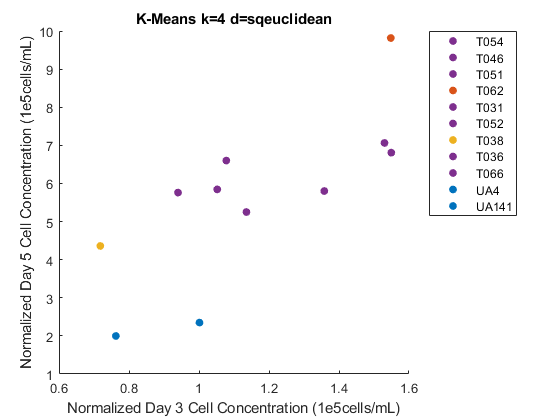 K-Means k=4 d=sqeuclidean
10
9
8
7
6
5
4
3
2
1
Normalized Day 5 Cell Concentration (1e5cells/mL)
0.6 0.8 1 1.2 1.4 1.6
Normalized Day 3 Cell Concentration (1e5cells/mL)
T054
T046
T051
T062
T031
T052
T038
T036
T066
UA4
UA141